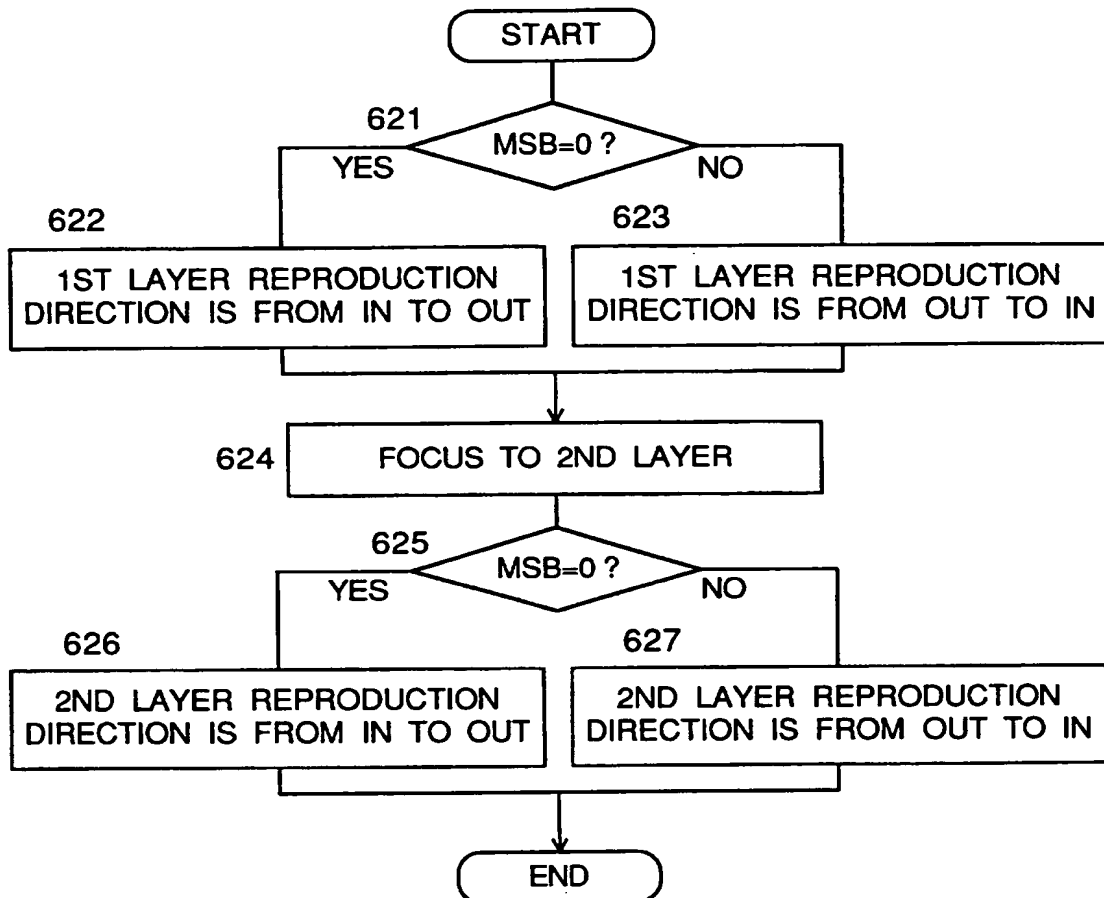 START
621
MSB=0 ?
YES
NO
622
623
1ST LAYER REPRODUCTION
DIRECTION IS FROM IN TO OUT
1ST LAYER REPRODUCTION
DIRECTION IS FROM OUT TO IN
624
FOCUS TO 2ND LAYER
625
MSB=0 ?
YES
NO
626
627
2ND LAYER REPRODUCTION
DIRECTION IS FROM IN TO OUT
2ND LAYER REPRODUCTION
DIRECTION IS FROM OUT TO IN
END